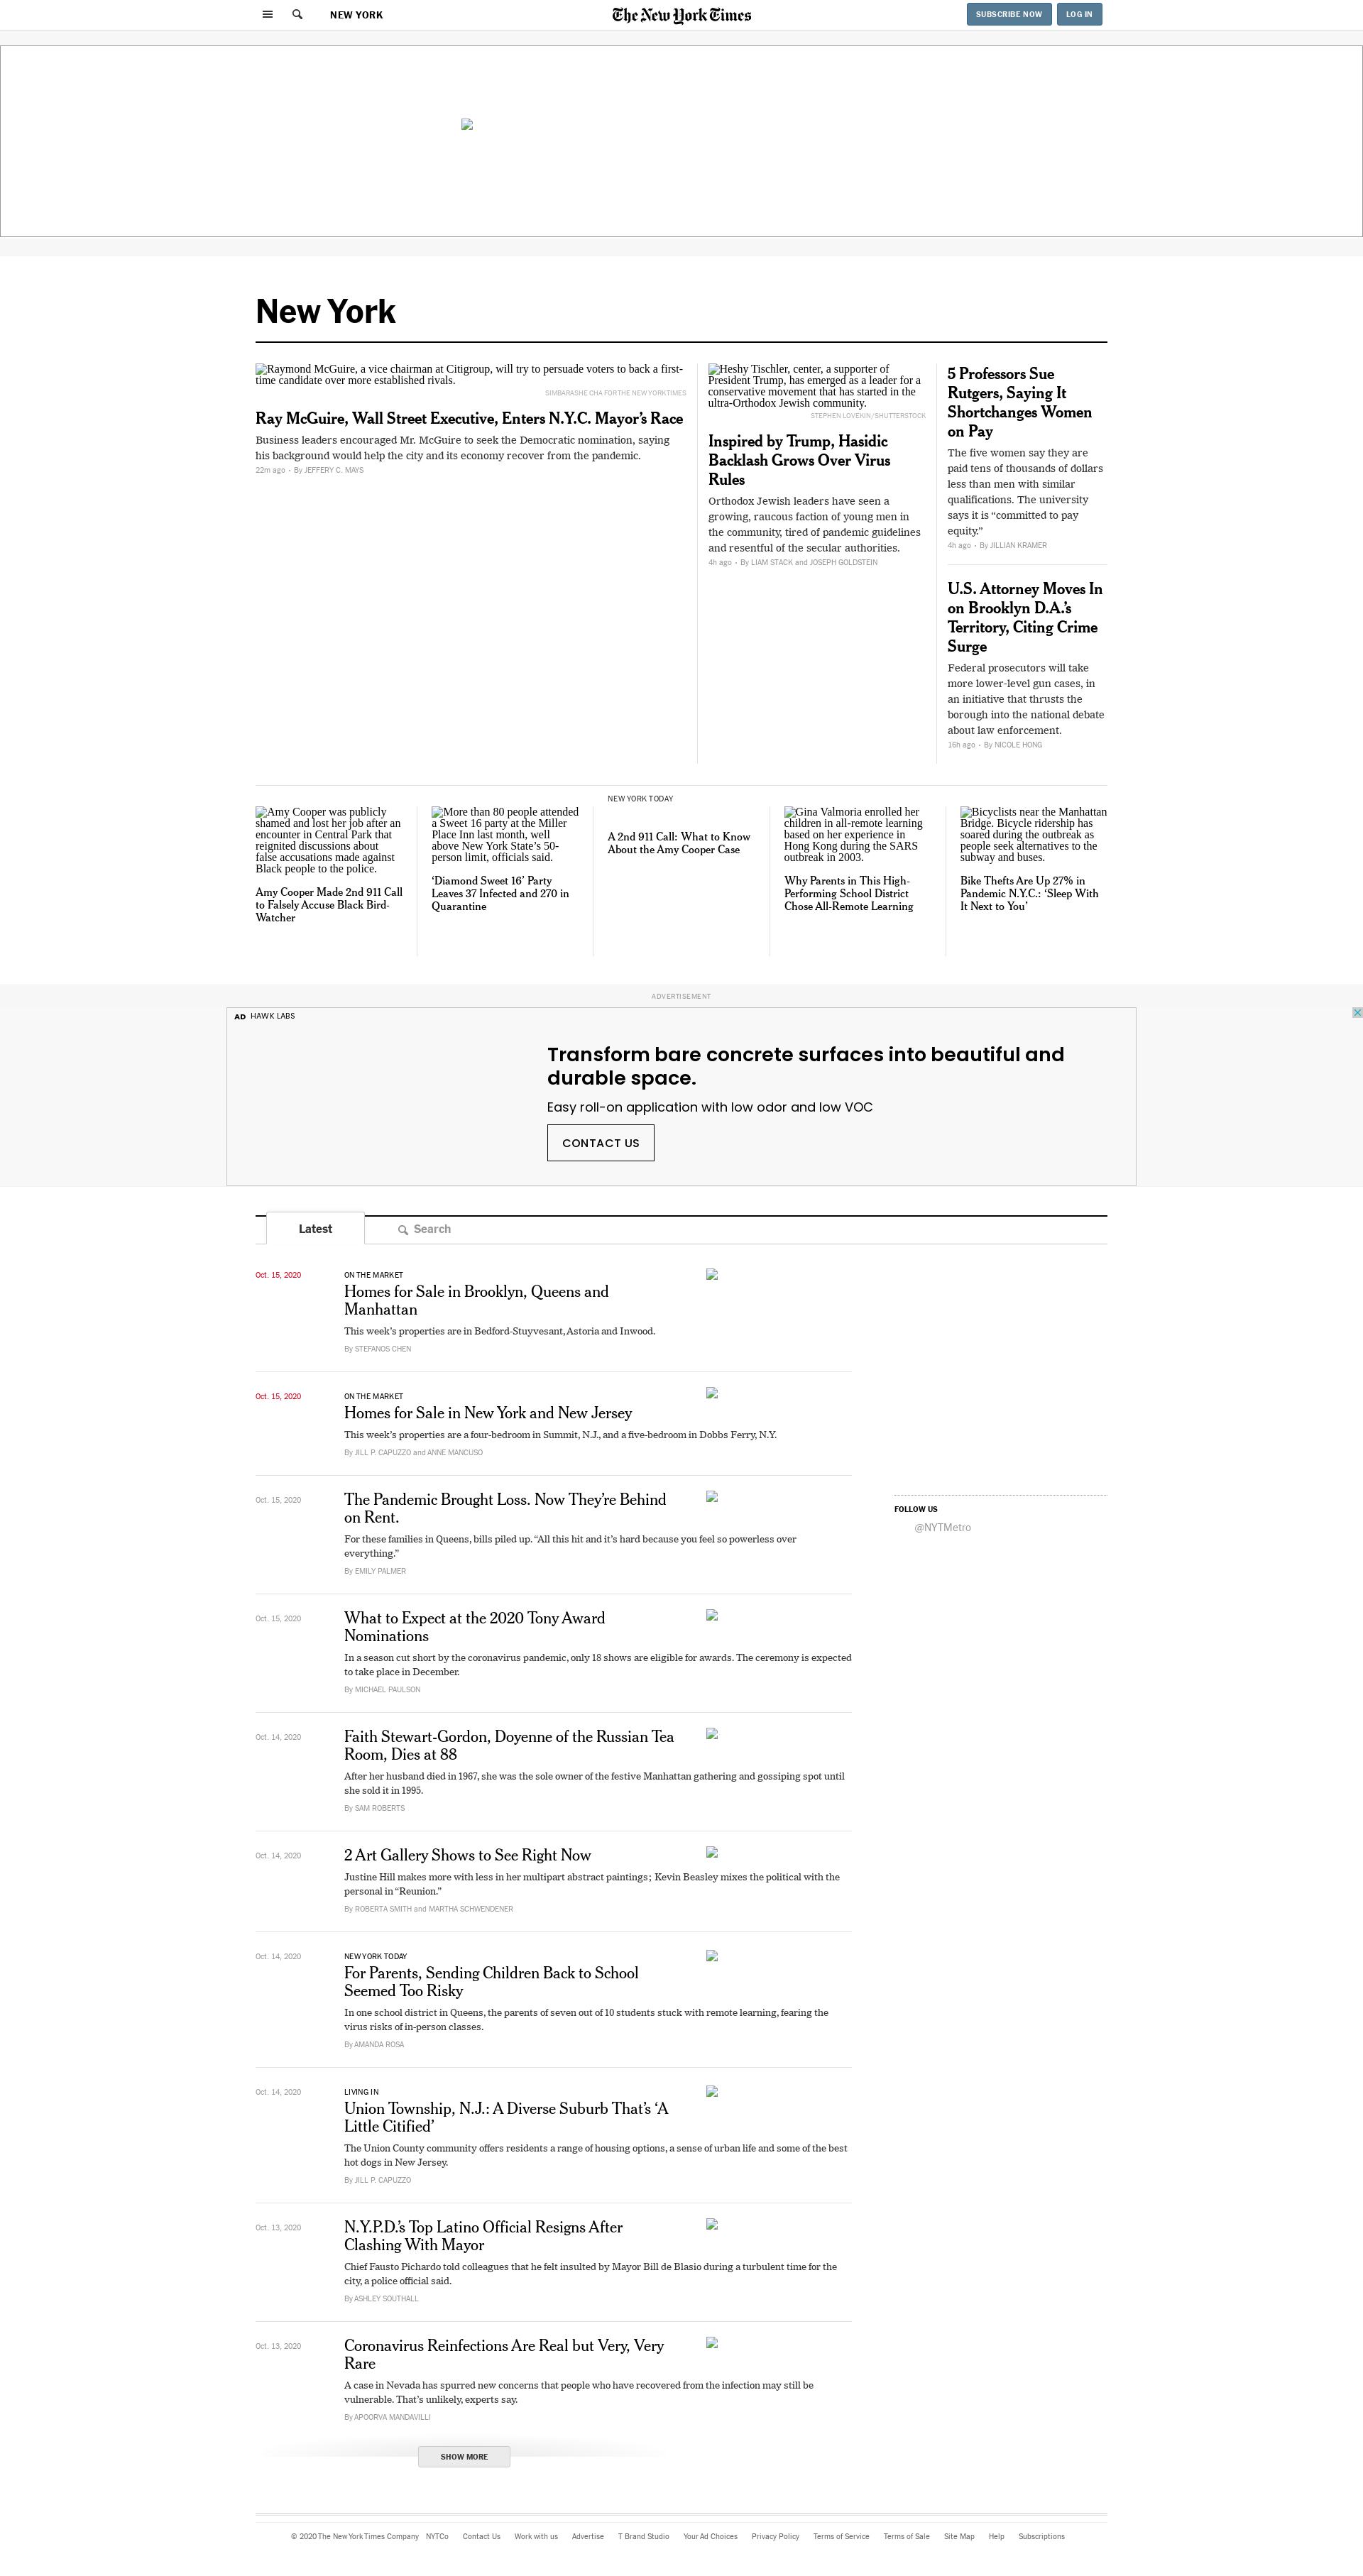 NEW YORK
The New York Times
SUBSCRIBE NOW
LOG IN
New York
Raymond McGuire, a vice chairman at Citigroup, will try to persuade voters to back a first-
time candidate over more established rivals.
SIMBARASHE CHA FOR THE NEW YORK TIMES
Ray McGuire, Wall Street Executive, Enters N.Y.C. Mayor’s Race
Business leaders encouraged Mr. McGuire to seek the Democratic nomination, saying
his background would help the city and its economy recover from the pandemic.
22m ago • By JEFFERY C. MAYS
Heshy Tischler, center, a supporter of
President Trump, has emerged as a leader for a
conservative movement that has started in the
ultra-Orthodox Jewish community.
STEPHEN LOVEKIN/SHUTTERSTOCK
Inspired by Trump, Hasidic
Backlash Grows Over Virus
Rules
Orthodox Jewish leaders have seen a
growing, raucous faction of young men in
the community, tired of pandemic guidelines
and resentful of the secular authorities.
4h ago • By LIAM STACK and JOSEPH GOLDSTEIN
5 Professors Sue
Rutgers, Saying It
Shortchanges Women
on Pay
The five women say they are
paid tens of thousands of dollars
less than men with similar
qualifications. The university
says it is “committed to pay
equity.”
4h ago • By JILLIAN KRAMER
U.S. Attorney Moves In
on Brooklyn D.A.’s
Territory, Citing Crime
Surge
Federal prosecutors will take
more lower-level gun cases, in
an initiative that thrusts the
borough into the national debate
about law enforcement.
16h ago • By NICOLE HONG
Amy Cooper was publicly
shamed and lost her job after an
encounter in Central Park that
reignited discussions about
false accusations made against
Black people to the police.
Amy Cooper Made 2nd 911 Call
to Falsely Accuse Black Bird-
Watcher
More than 80 people attended
a Sweet 16 party at the Miller
Place Inn last month, well
above New York State’s 50-
person limit, officials said.
‘Diamond Sweet 16’ Party
Leaves 37 Infected and 270 in
Quarantine
NEW YORK TODAY
A 2nd 911 Call: What to Know
About the Amy Cooper Case
Gina Valmoria enrolled her
children in all-remote learning
based on her experience in
Hong Kong during the SARS
outbreak in 2003.
Why Parents in This High-
Performing School District
Chose All-Remote Learning
Bicyclists near the Manhattan
Bridge. Bicycle ridership has
soared during the outbreak as
people seek alternatives to the
subway and buses.
Bike Thefts Are Up 27% in
Pandemic N.Y.C.: ‘Sleep With
It Next to You’
ADVERTISEMENT
AD HAWK LABS
Transform bare concrete surfaces into beautiful and
durable space.
Easy roll-on application with low odor and low VOC
CONTACT US
Latest
Search
Oct. 15, 2020
ON THE MARKET
Homes for Sale in Brooklyn, Queens and
Manhattan
This week’s properties are in Bedford-Stuyvesant, Astoria and Inwood.
By STEFANOS CHEN
Oct. 15, 2020
ON THE MARKET
Homes for Sale in New York and New Jersey
This week’s properties are a four-bedroom in Summit, N.J., and a five-bedroom in Dobbs Ferry, N.Y.
By JILL P. CAPUZZO and ANNE MANCUSO
FOLLOW US
@NYTMetro
Oct. 15, 2020
The Pandemic Brought Loss. Now They’re Behind
on Rent.
For these families in Queens, bills piled up. “All this hit and it’s hard because you feel so powerless over
everything.”
By EMILY PALMER
Oct. 15, 2020
What to Expect at the 2020 Tony Award
Nominations
In a season cut short by the coronavirus pandemic, only 18 shows are eligible for awards. The ceremony is expected
to take place in December.
By MICHAEL PAULSON
Oct. 14, 2020
Faith Stewart-Gordon, Doyenne of the Russian Tea
Room, Dies at 88
After her husband died in 1967, she was the sole owner of the festive Manhattan gathering and gossiping spot until
she sold it in 1995.
By SAM ROBERTS
Oct. 14, 2020
2 Art Gallery Shows to See Right Now
Justine Hill makes more with less in her multipart abstract paintings; Kevin Beasley mixes the political with the
personal in “Reunion.”
By ROBERTA SMITH and MARTHA SCHWENDENER
Oct. 14, 2020
NEW YORK TODAY
For Parents, Sending Children Back to School
Seemed Too Risky
In one school district in Queens, the parents of seven out of 10 students stuck with remote learning, fearing the
virus risks of in-person classes.
By AMANDA ROSA
Oct. 14, 2020
LIVING IN
Union Township, N.J.: A Diverse Suburb That’s ‘A
Little Citified’
The Union County community offers residents a range of housing options, a sense of urban life and some of the best
hot dogs in New Jersey.
By JILL P. CAPUZZO
Oct. 13, 2020
N.Y.P.D.’s Top Latino Official Resigns After
Clashing With Mayor
Chief Fausto Pichardo told colleagues that he felt insulted by Mayor Bill de Blasio during a turbulent time for the
city, a police official said.
By ASHLEY SOUTHALL
Oct. 13, 2020
Coronavirus Reinfections Are Real but Very, Very
Rare
A case in Nevada has spurred new concerns that people who have recovered from the infection may still be
vulnerable. That’s unlikely, experts say.
By APOORVA MANDAVILLI
SHOW MORE
© 2020 The New York Times Company NYTCo Contact Us Work with us Advertise T Brand Studio Your Ad Choices Privacy Policy Terms of Service Terms of Sale Site Map Help Subscriptions